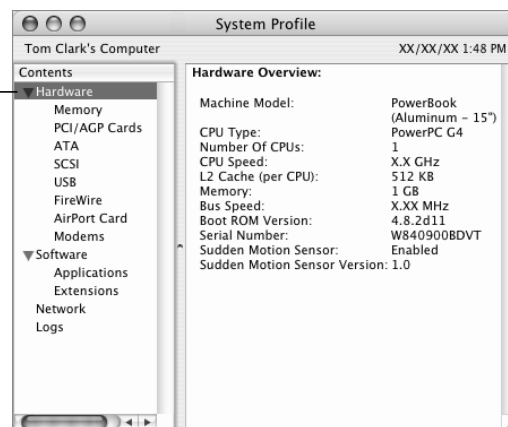 System Profile
Tom Clark's Computer
XX/XX/XX 1:48 PM
Contents
Hardware
Memory
PCI/AGP Cards
ATA
SCSI
USB
FireWire
AirPort Card
Modems
Software
Applications
Extensions
Network
Logs
Hardware Overview:
Machine Model: PowerBook
(Aluminum – 15")
CPU Type: PowerPC G4
Number Of CPUs: 1
CPU Speed: X.X GHz
L2 Cache (per CPU): 512 KB
Memory: 1 GB
Bus Speed: X.XX MHz
Boot ROM Version: 4.8.2d11
Serial Number: W840900BDVT
Sudden Motion Sensor: Enabled
Sudden Motion Sensor Version: 1.0